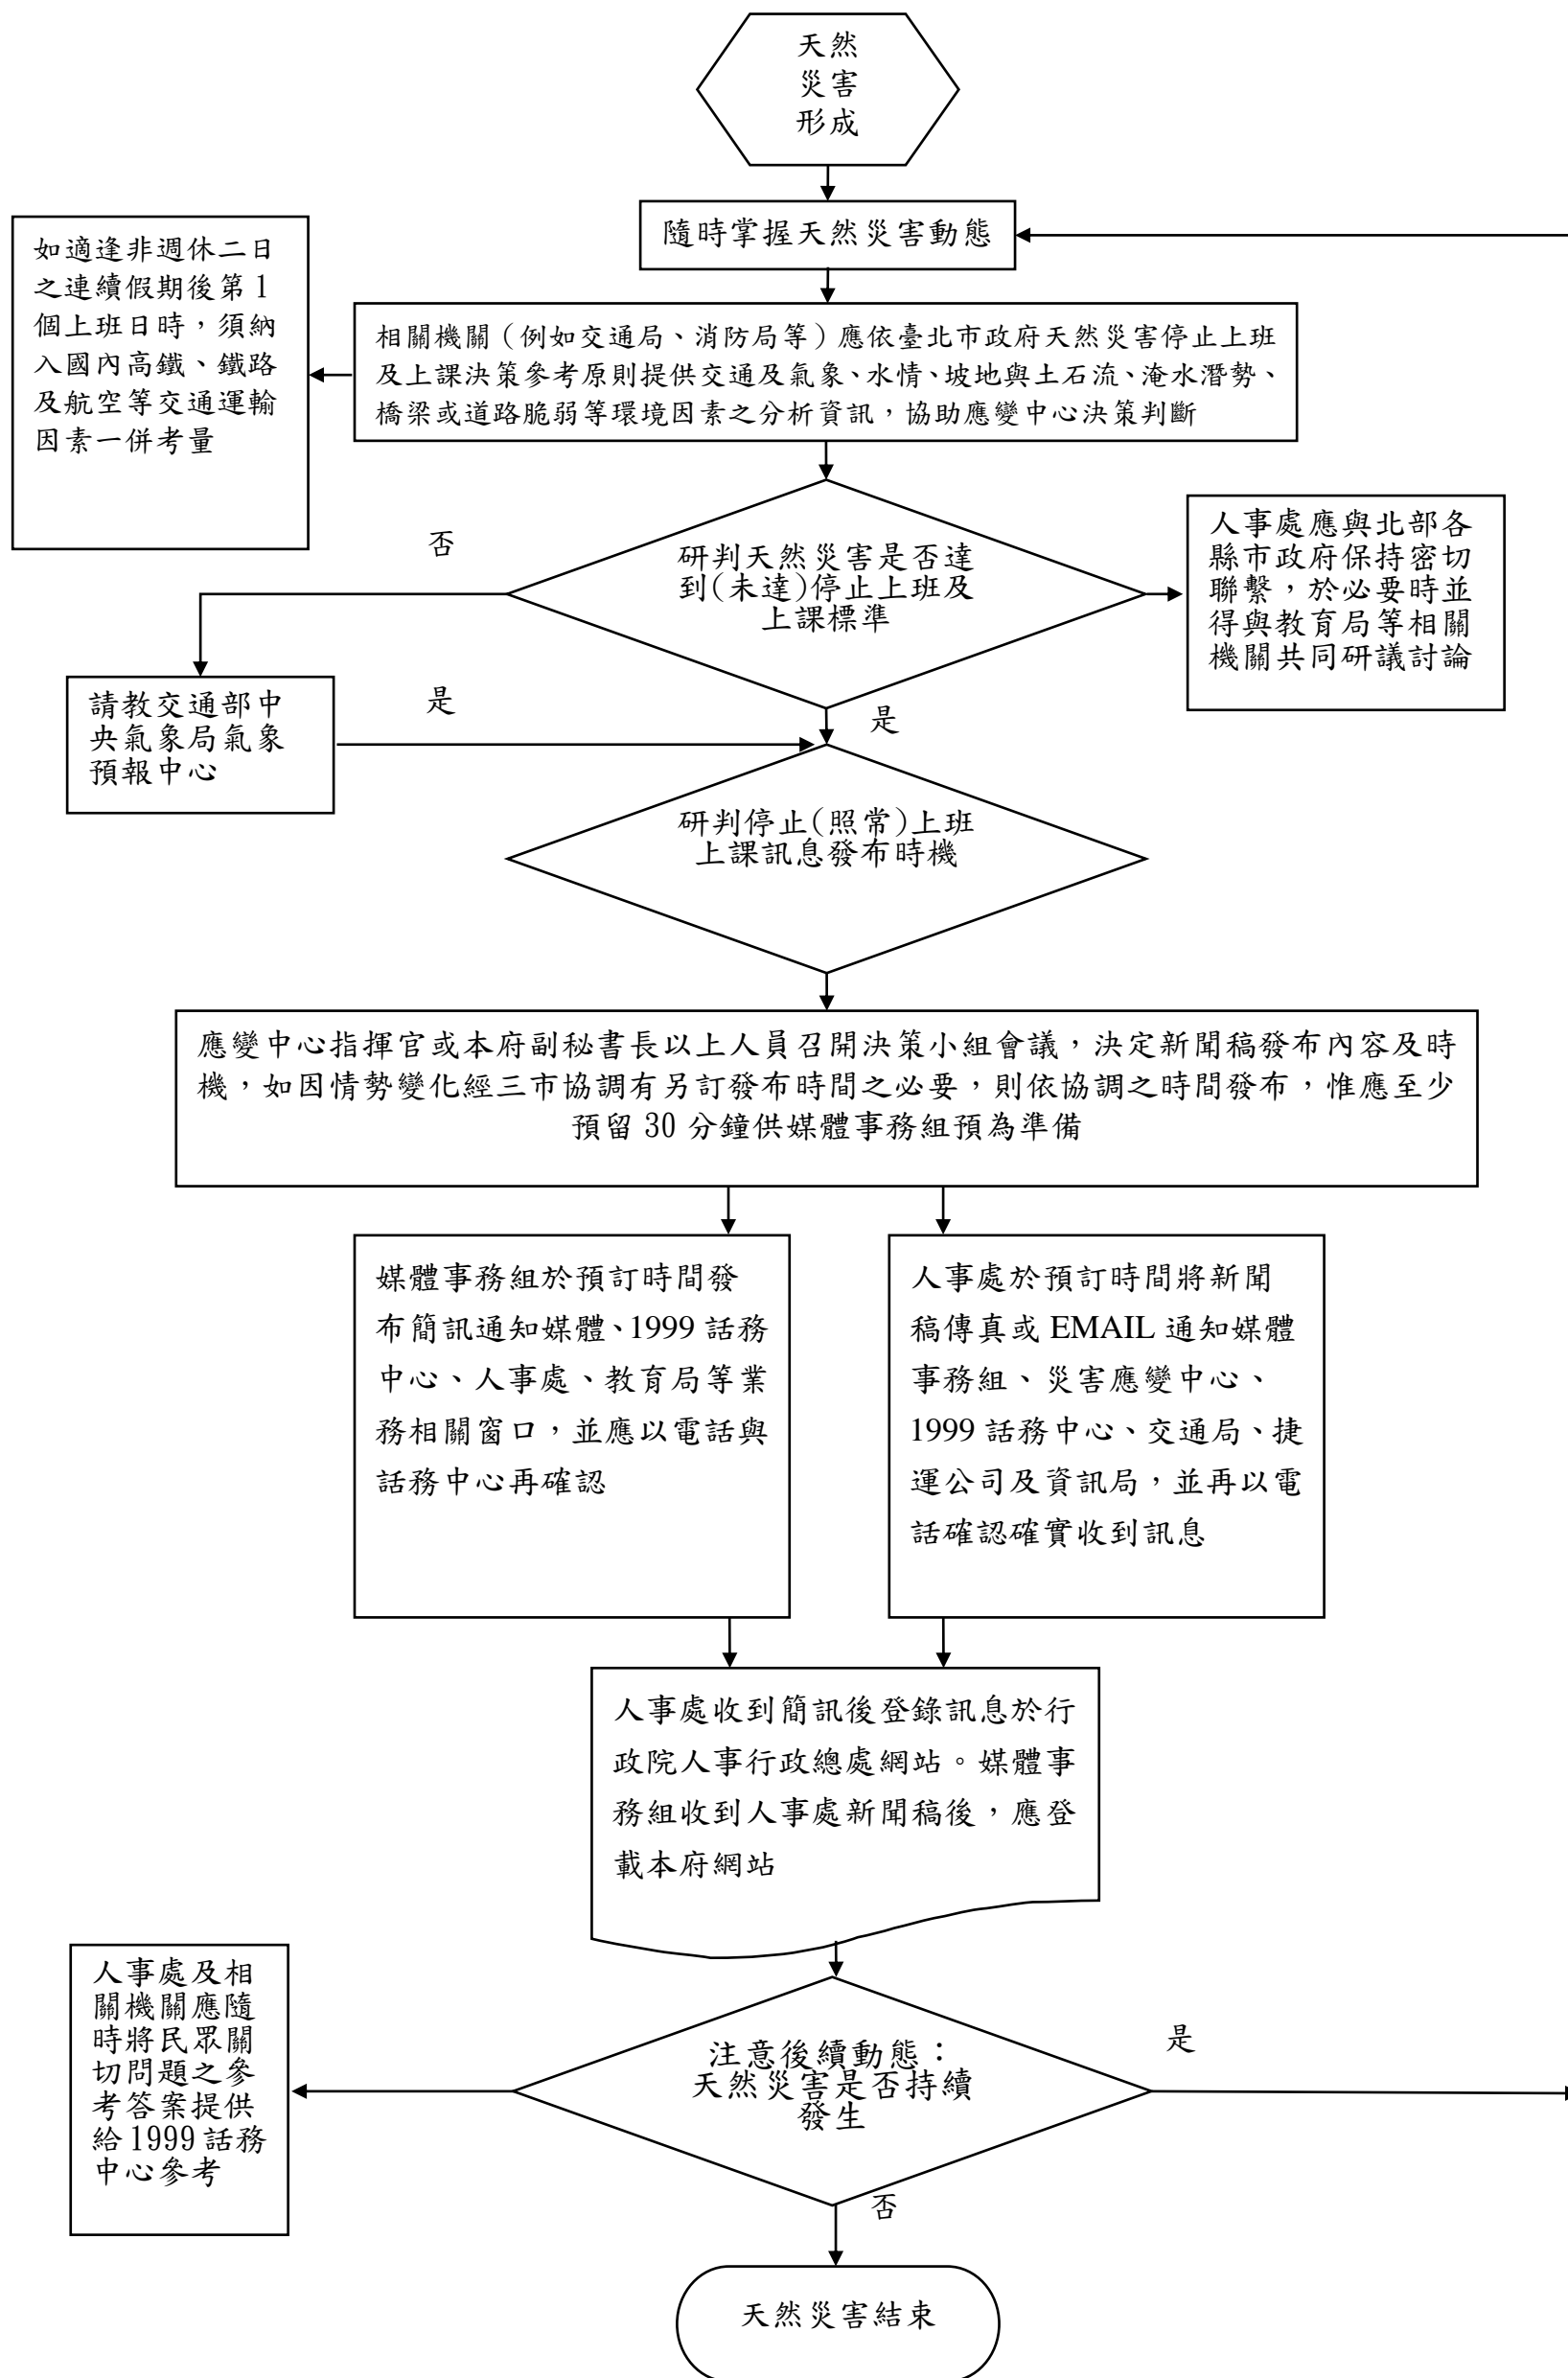 天然
災害
形成
隨時掌握天然災害動態
如適逢非週休二日
之連續假期後第 1
個上班日時，須納
入國內高鐵、鐵路
及航空等交通運輸
因素一併考量
相關機關（例如交通局、消防局等）應依臺北市政府天然災害停止上班
及上課決策參考原則提供交通及氣象、水情、坡地與土石流、淹水潛勢、
橋梁或道路脆弱等環境因素之分析資訊，協助應變中心決策判斷
否
研判天然災害是否達
到(未達)停止上班及
上課標準
人事處應與北部各
縣市政府保持密切
聯繫，於必要時並
得與教育局等相關
機關共同研議討論
請教交通部中
央氣象局氣象
預報中心
是
是
研判停止(照常)上班
上課訊息發布時機
應變中心指揮官或本府副秘書長以上人員召開決策小組會議，決定新聞稿發布內容及時
機，如因情勢變化經三市協調有另訂發布時間之必要，則依協調之時間發布，惟應至少
預留 30 分鐘供媒體事務組預為準備
媒體事務組於預訂時間發
布簡訊通知媒體、1999 話務
中心、人事處、教育局等業
務相關窗口，並應以電話與
話務中心再確認
人事處於預訂時間將新聞
稿傳真或 EMAIL 通知媒體
事務組、災害應變中心、
1999 話務中心、交通局、捷
運公司及資訊局，並再以電
話確認確實收到訊息
人事處收到簡訊後登錄訊息於行
政院人事行政總處網站。媒體事
務組收到人事處新聞稿後，應登
載本府網站
人事處及相
關機關應隨
時將民眾關
切問題之參
考答案提供
給 1999 話務
中心參考
注意後續動態：
天然災害是否持續
發生
是
否
天然災害結束